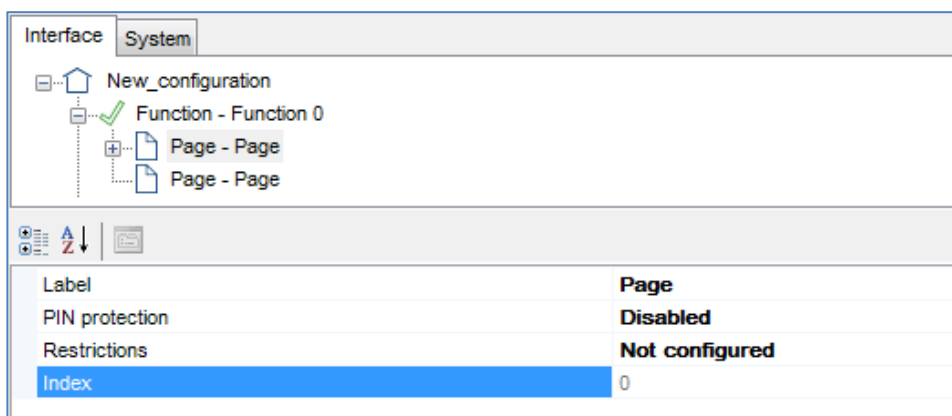 Interface System
New_configuration
Function - Function 0
Page - Page
Page - Page
A
Z
Label Page
PIN protection Disabled
Restrictions Not configured
Index 0